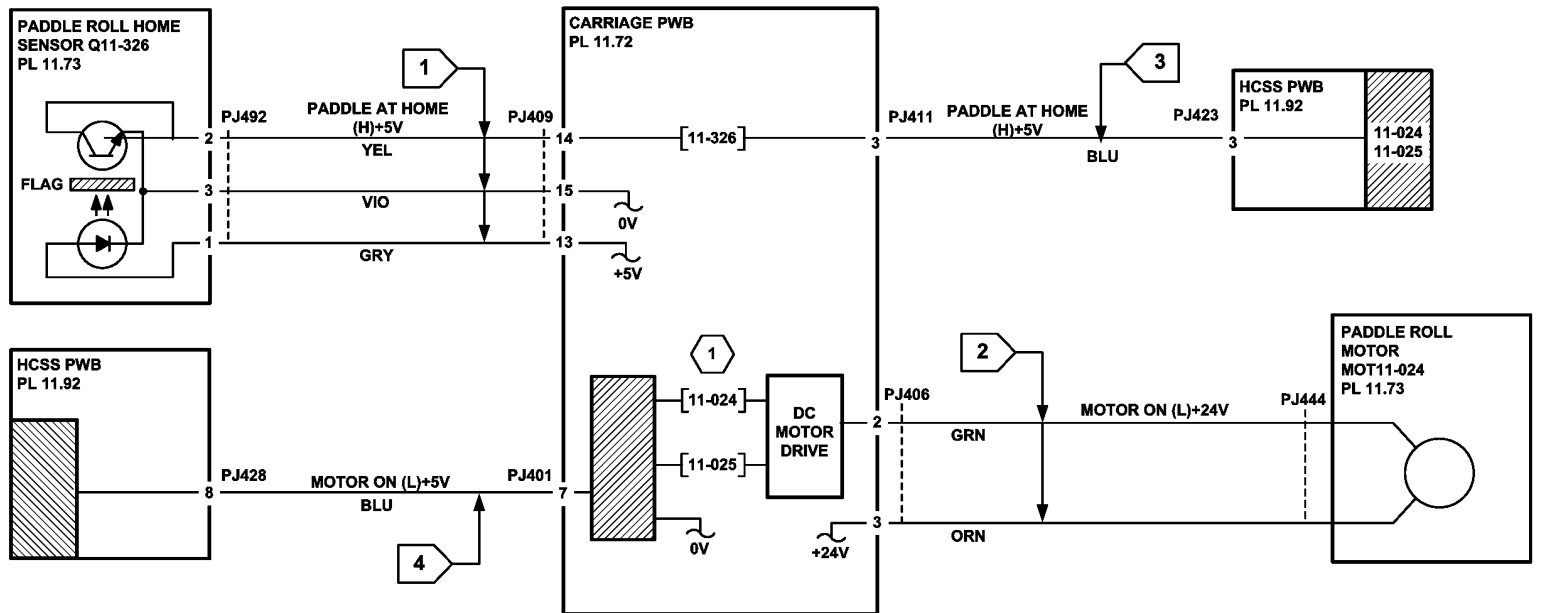 PADDLE ROLL HOME
SENSOR Q11-326
PL 11.73
FLAG
2
3
1
PJ492
PADDLE AT HOME
(H)+5V
YEL
VIO
GRY
1
PJ409
14
15
13
CARRIAGE PWB
PL 11.72
[11-326]
0V
+5V
3
PJ411
PADDLE AT HOME
(H)+5V
BLU
3
PJ423
3
HCSS PWB
PL 11.92
11-024
11-025
HCSS PWB
PL 11.92
8
PJ428
MOTOR ON (L)+5V
BLU
4
PJ401
7
1
[11-024]
[11-025]
0V
DC
MOTOR
DRIVE
+24V
2
3
PJ406
2
GRN
MOTOR ON (L)+24V
ORN
PJ444
PADDLE ROLL
MOTOR
MOT11-024
PL 11.73